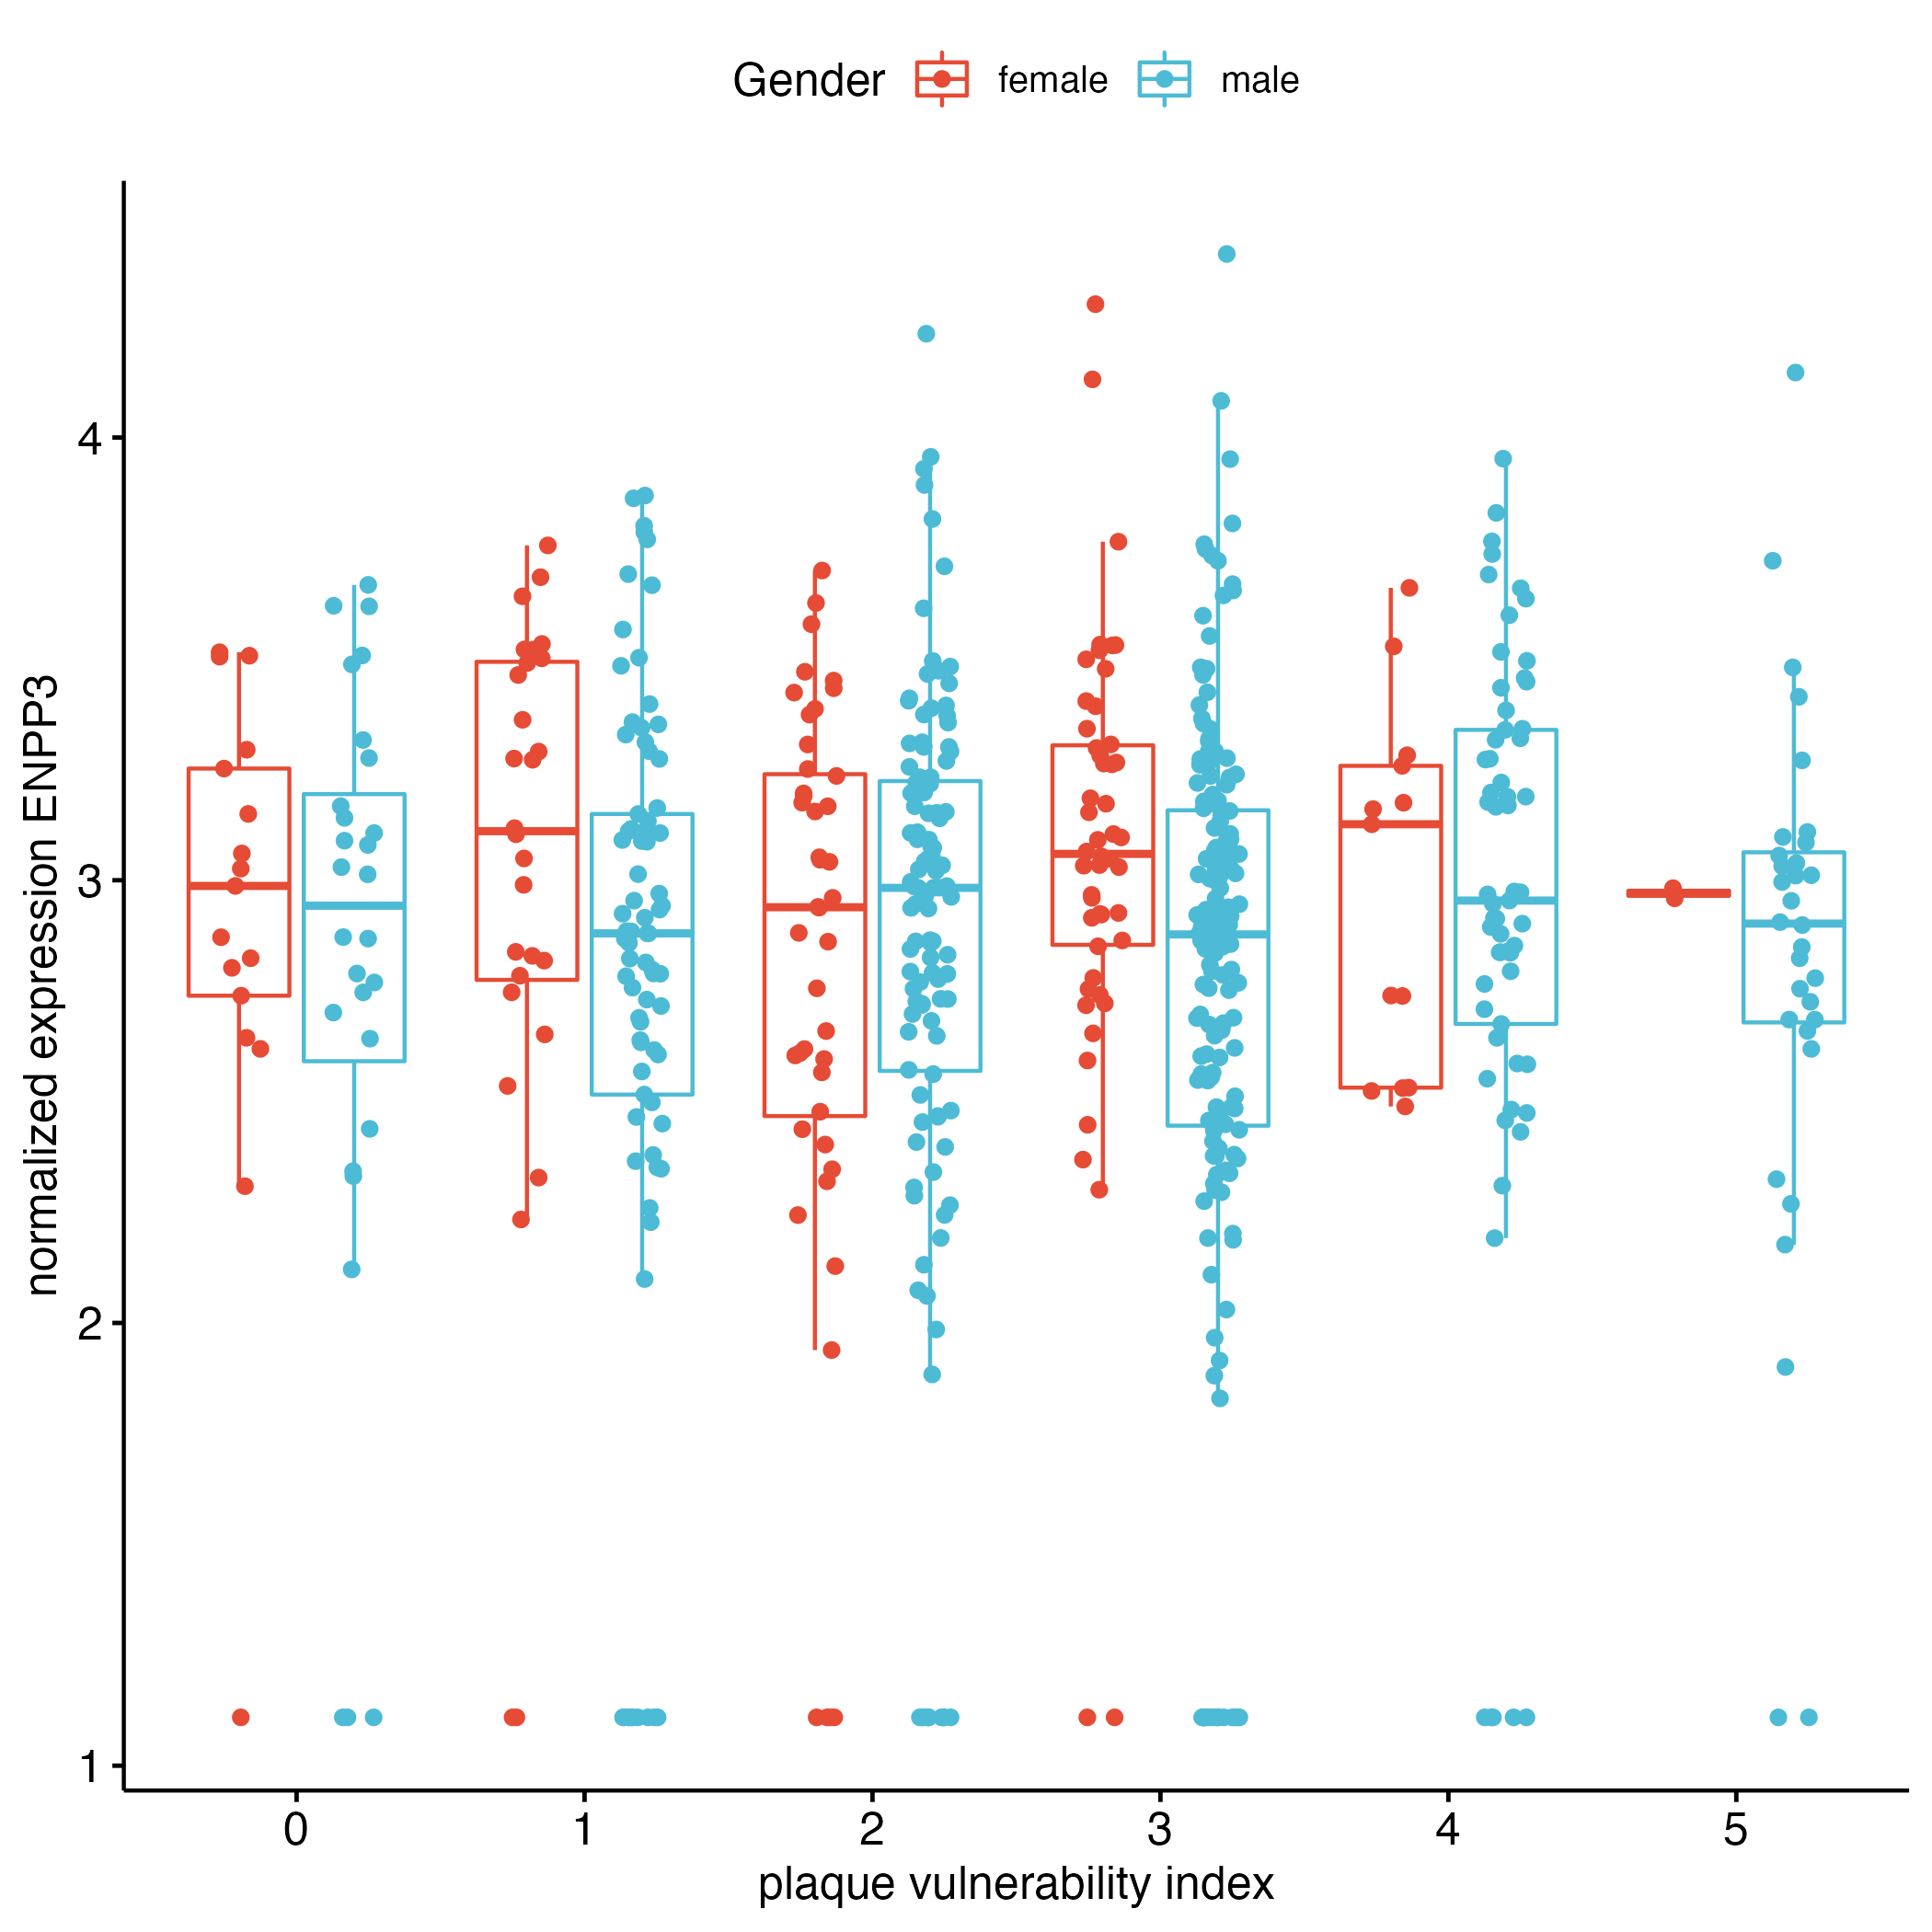 Gender female male
normalized expression ENPP3
4
3
2
1
0 1 2 3 4 5
plaque vulnerability index